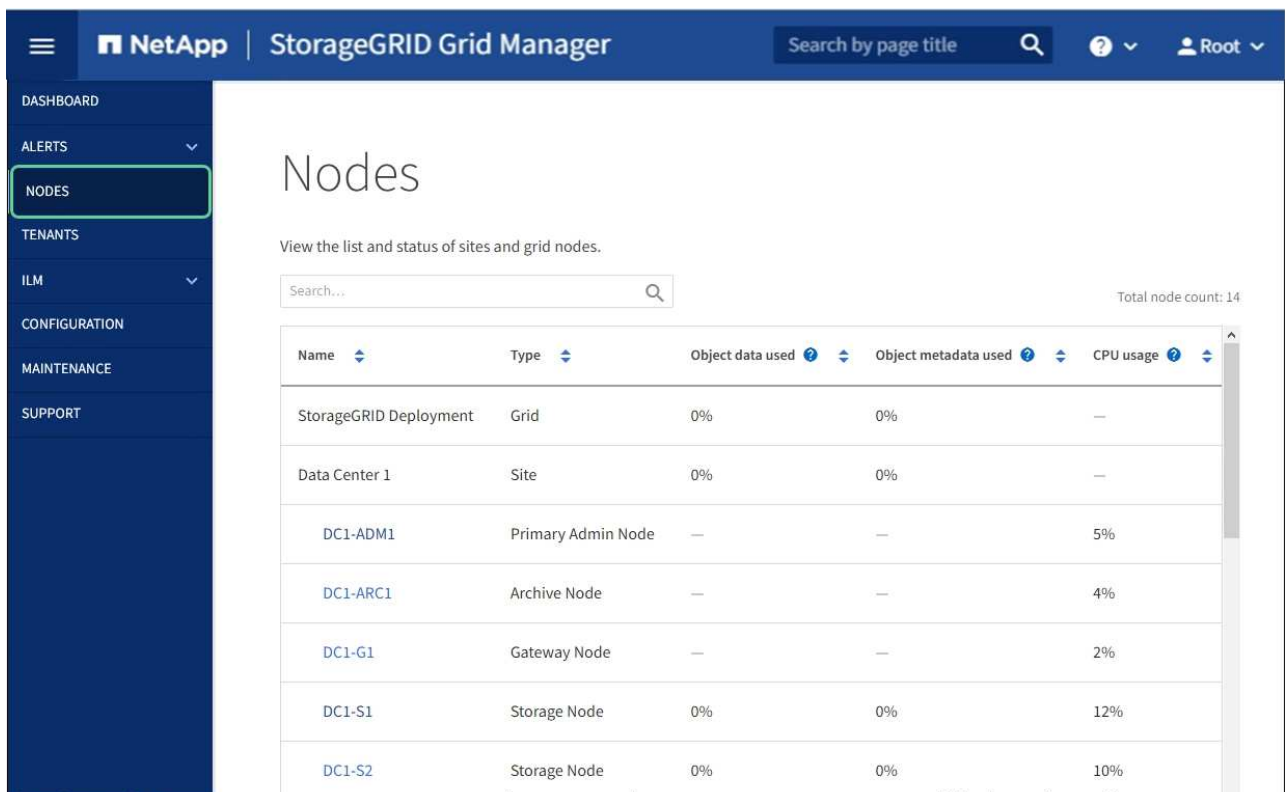 NetApp | StorageGRID Grid Manager Search by page title Root
DASHBOARD
ALERTS
NODES
TENANTS
ILM
CONFIGURATION
MAINTENANCE
SUPPORT
Nodes
View the list and status of sites and grid nodes.
Search...
Total node count: 14
Name Type Object data used Object metadata used CPU usage
StorageGRID Deployment Grid 0% 0% —
Data Center 1 Site 0% 0% —
DC1-ADM1 Primary Admin Node — — 5%
DC1-ARC1 Archive Node — — 4%
DC1-G1 Gateway Node — — 2%
DC1-S1 Storage Node 0% 0% 12%
DC1-S2 Storage Node 0% 0% 10%